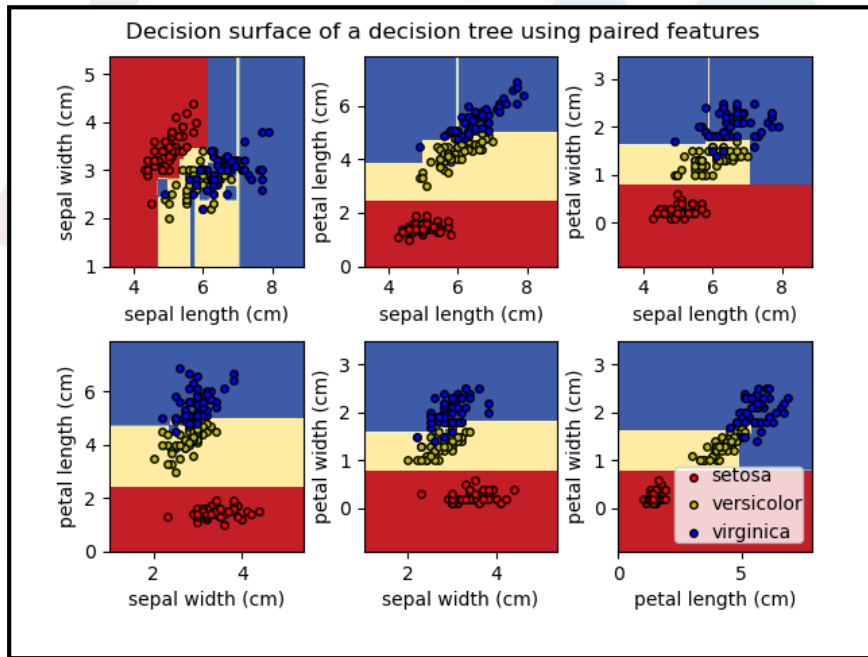 Decision surface of a decision tree using paired features
5
4
3
2
1
sepal width (cm)
4
6
8
sepal length (cm)
6
4
2
0
petal length (cm)
4
6
8
sepal length (cm)
3
2
1
0
petal width (cm)
4
6
8
sepal length (cm)
6
4
2
0
petal length (cm)
2
4
sepal width (cm)
3
2
1
0
petal width (cm)
2
4
sepal width (cm)
3
2
1
0
petal width (cm)
setosa
versicolor
virginica
0
5
petal length (cm)